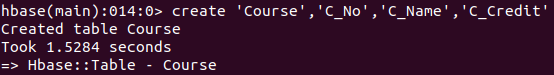 hbase(main):014:0> create 'Course','C_No','C_Name','C_Credit'
Created table Course
Took 1.5284 seconds
=> Hbase::Table - Course